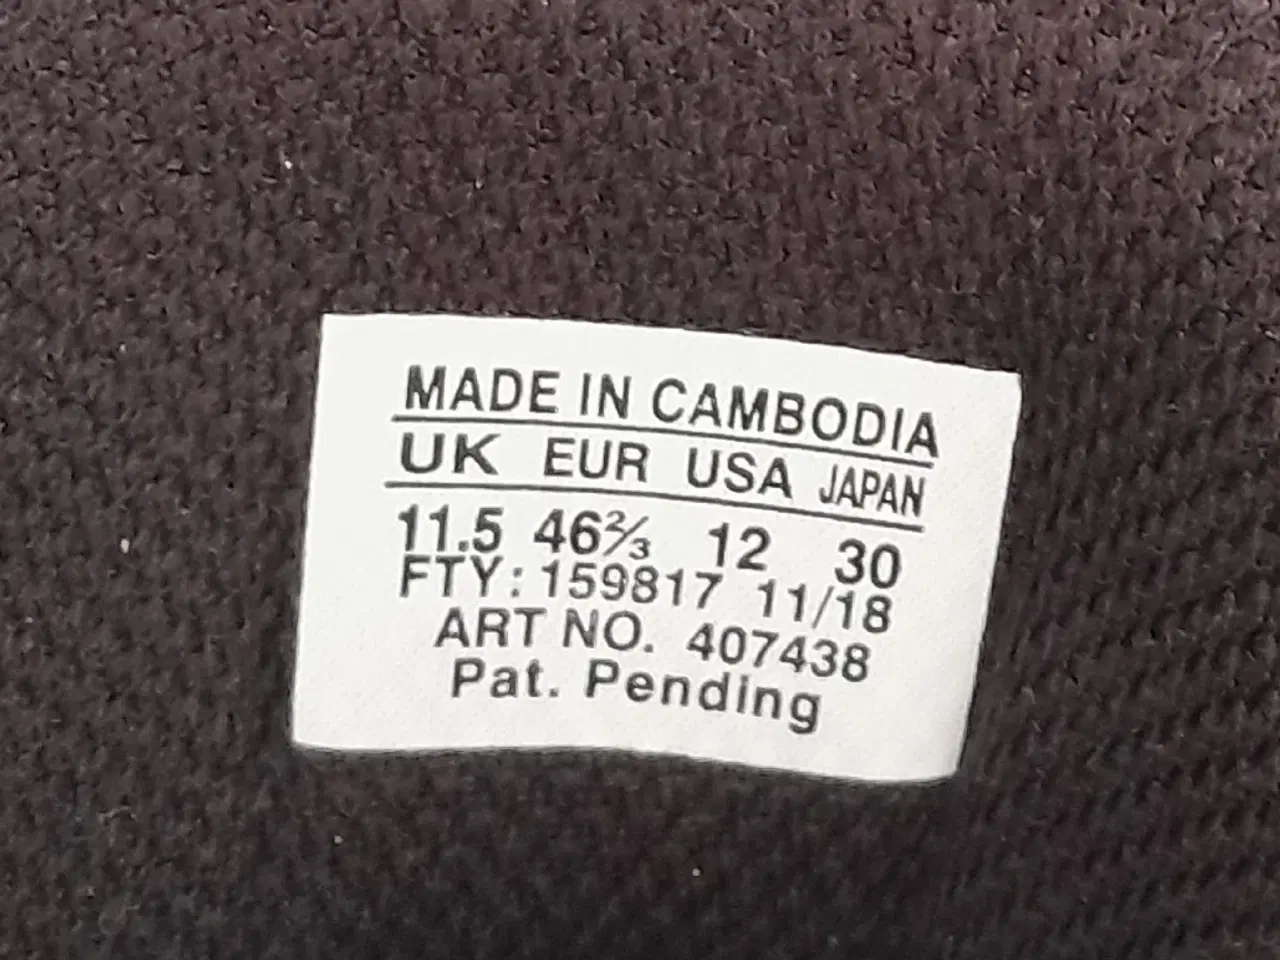 MADE IN CAMBODIA
UK EUR USA JAPAN
11.5 46⅔ 12 30
FTY: 159817 11/18
ART NO. 407438
Pat. Pending